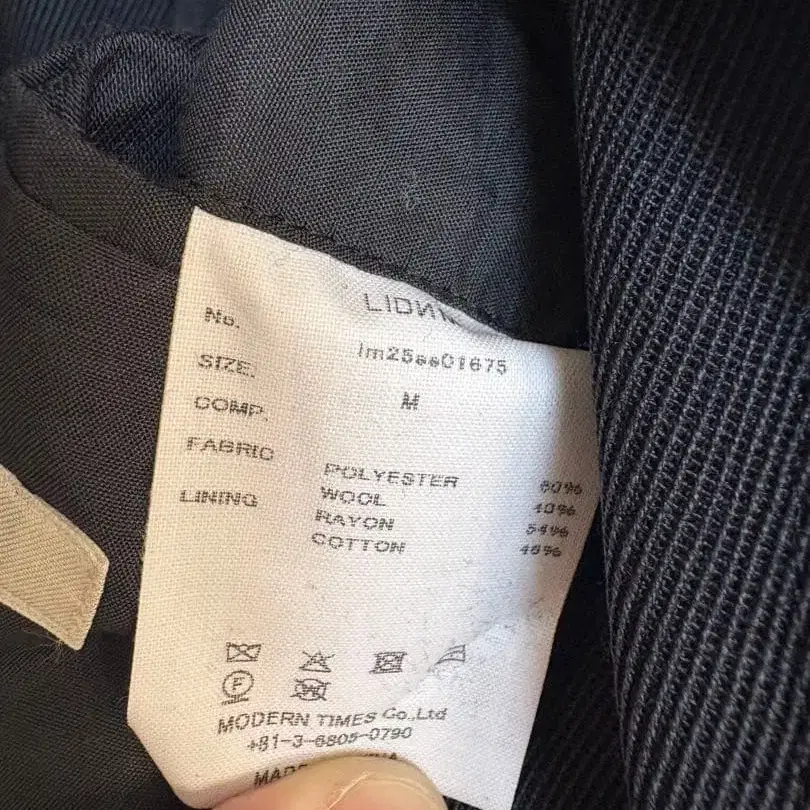 LIDИM
No. lm25ss01675
SIZE. M
COMP.
FABRIC POLYESTER 60%
WOOL 40%
LINING RAYON 54%
COTTON 46%
F
W
MODERN TIMES Co.,Ltd
+81-3-6805-0790